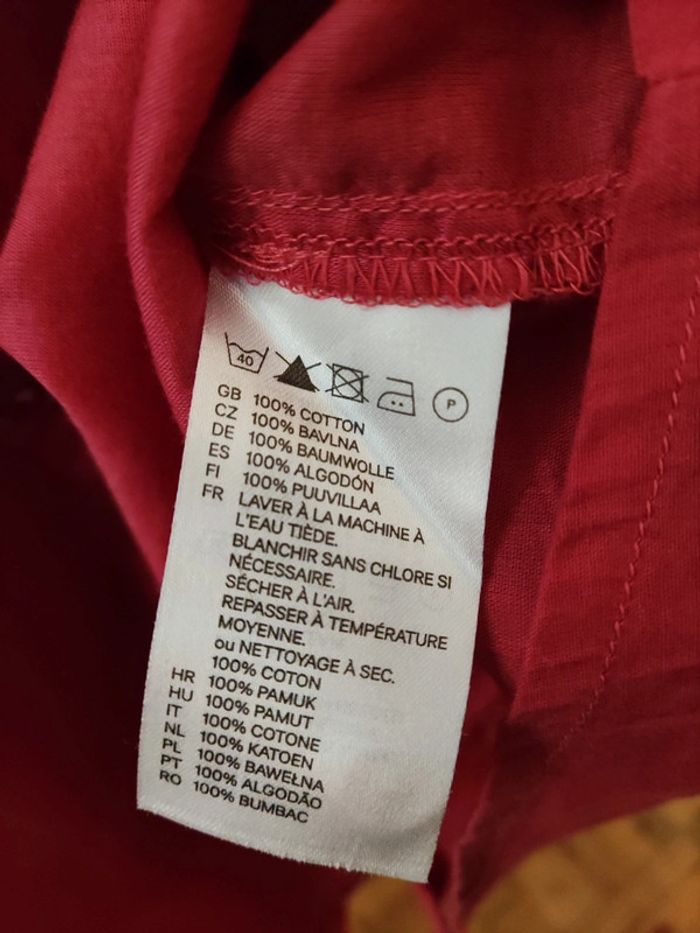 40
P
GB 100% COTTON
CZ 100% BAVLNA
DE 100% BAUMWOLLE
ES 100% ALGODÓN
FI 100% PUUVILLAA
FR LAVER À LA MACHINE À
L'EAU TIÈDE.
BLANCHIR SANS CHLORE SI
NÉCESSAIRE.
SÉCHER À L'AIR.
REPASSER À TEMPÉRATURE
MOYENNE.
ou NETTOYAGE À SEC.
100% COTON
HR 100% PAMUK
HU 100% PAMUT
IT 100% COTONE
NL 100% KATOEN
PL 100% BAWEŁNA
PT 100% ALGODÃO
RO 100% BUMBAC